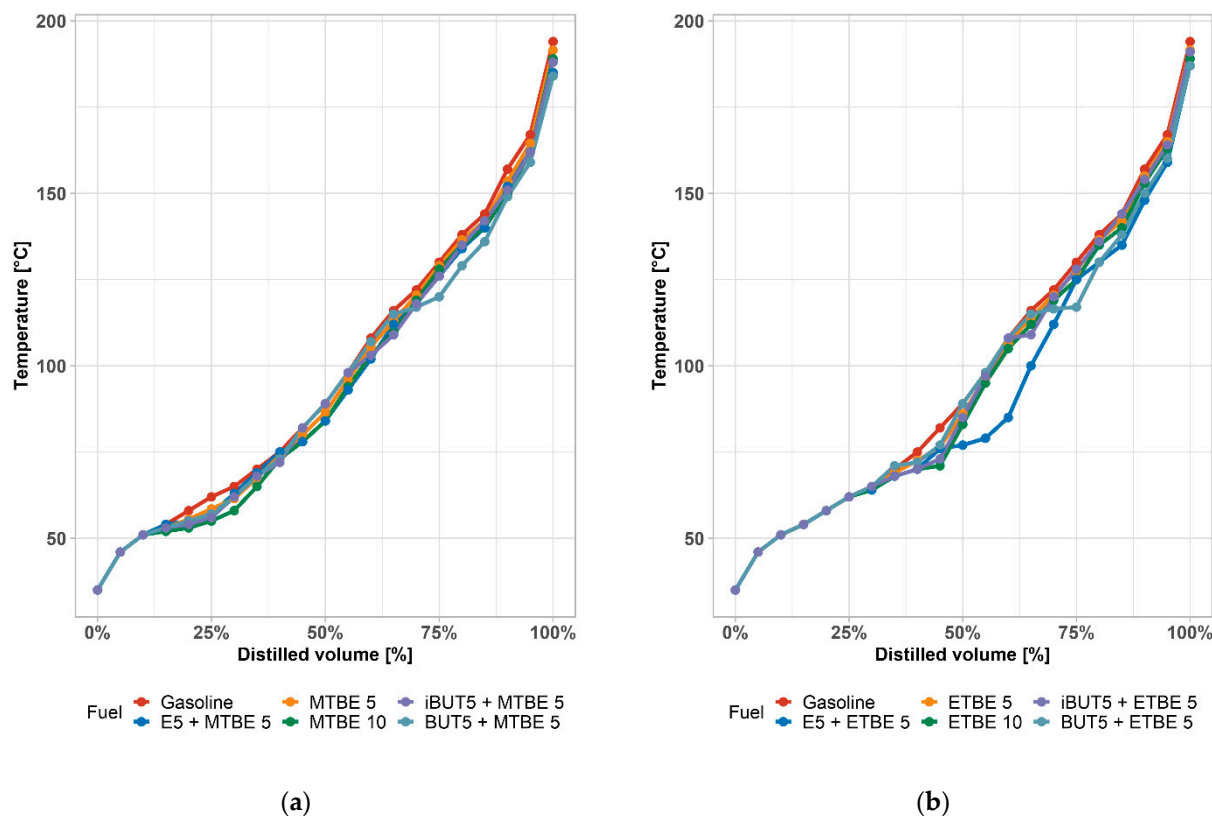 200
150
100
50
Temperature [°C]
0% 25% 50% 75% 100%
Distilled volume [%]
Fuel
Gasoline MTBE 5 iBUT5 + MTBE 5
E5 + MTBE 5 MTBE 10 BUT5 + MTBE 5
(a)
200
150
100
50
Temperature [°C]
0% 25% 50% 75% 100%
Distilled volume [%]
Fuel
Gasoline ETBE 5 iBUT5 + ETBE 5
E5 + ETBE 5 ETBE 10 BUT5 + ETBE 5
(b)